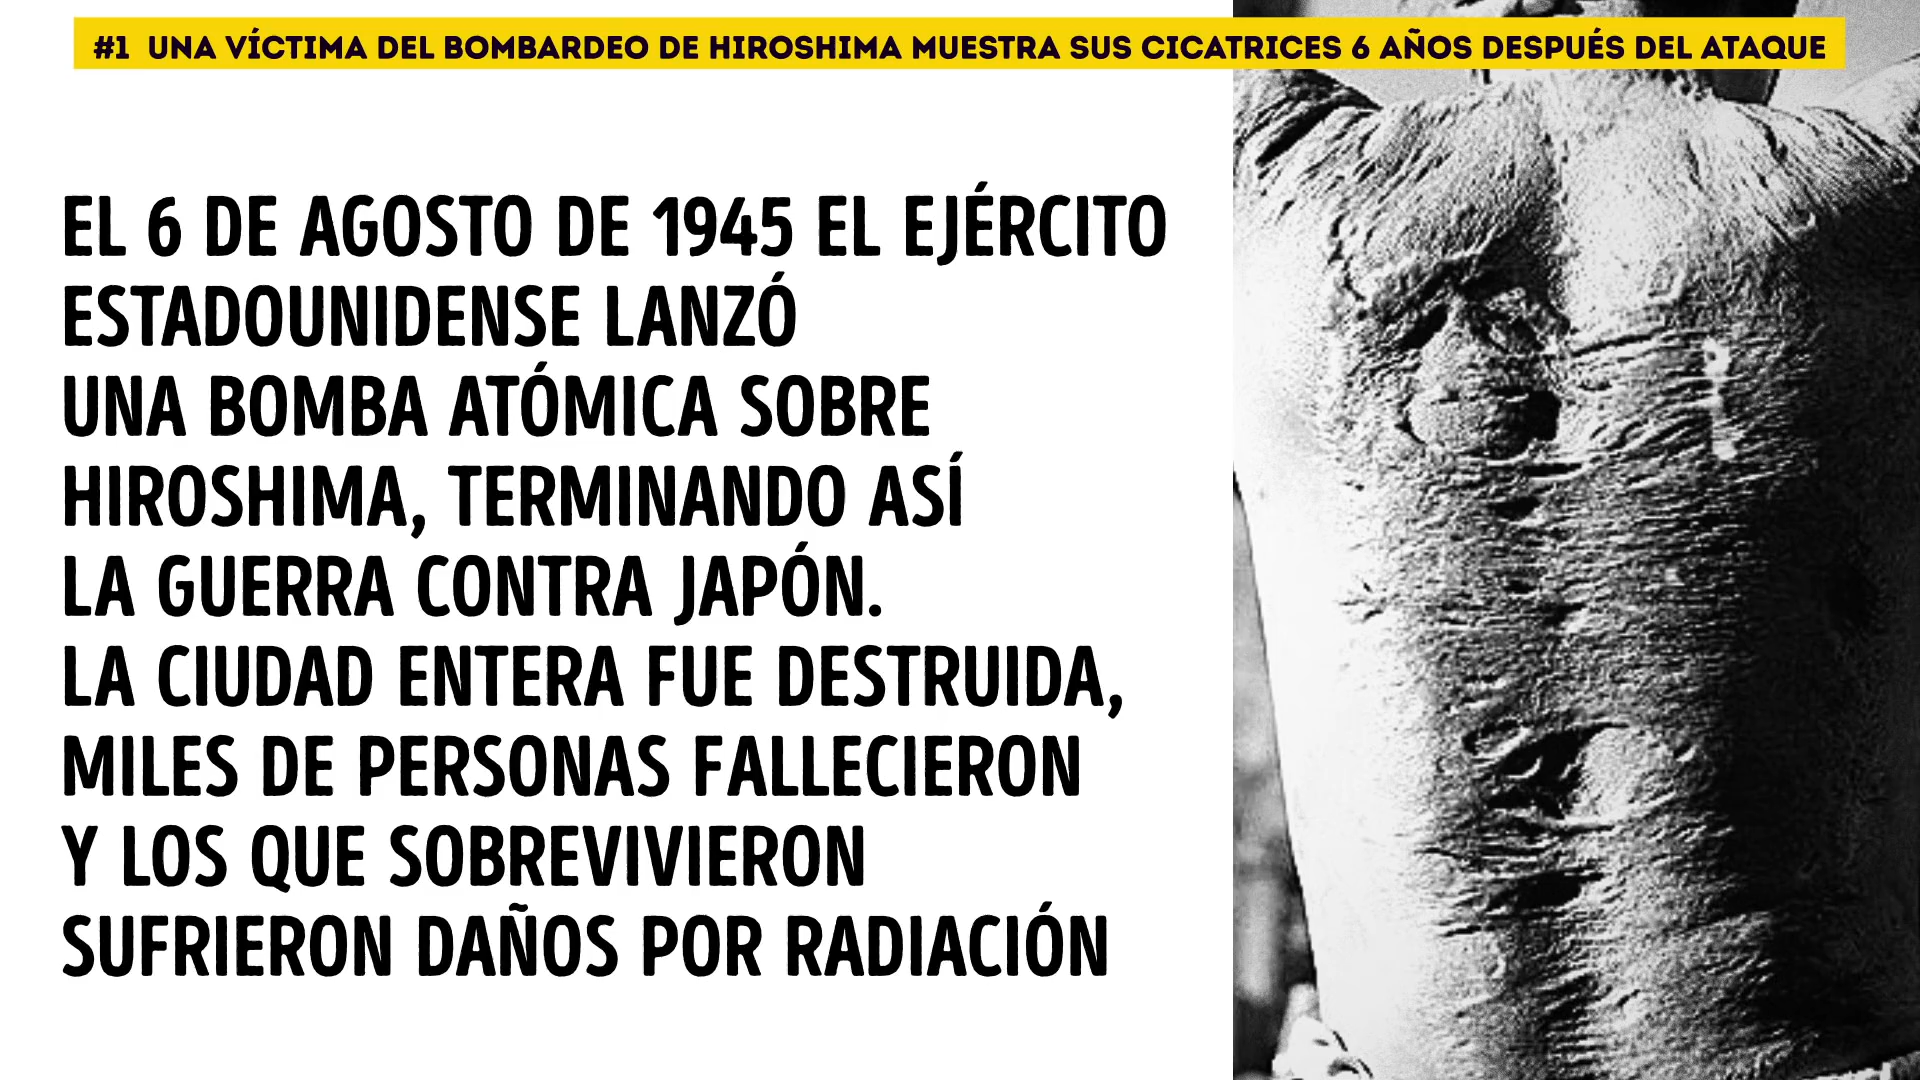 #1 UNA VÍCTIMA DEL BOMBARDEO DE HIROSHIMA MUESTRA SUS CICATRICES 6 AÑOS DESPUÉS DEL ATAQUE
EL 6 DE AGOSTO DE 1945 EL EJÉRCITO
ESTADOUNIDENSE LANZÓ
UNA BOMBA ATÓMICA SOBRE
HIROSHIMA, TERMINANDO ASÍ
LA GUERRA CONTRA JAPÓN.
LA CIUDAD ENTERA FUE DESTRUIDA,
MILES DE PERSONAS FALLECIERON
Y LOS QUE SOBREVIVIERON
SUFRIERON DAÑOS POR RADIACIÓN